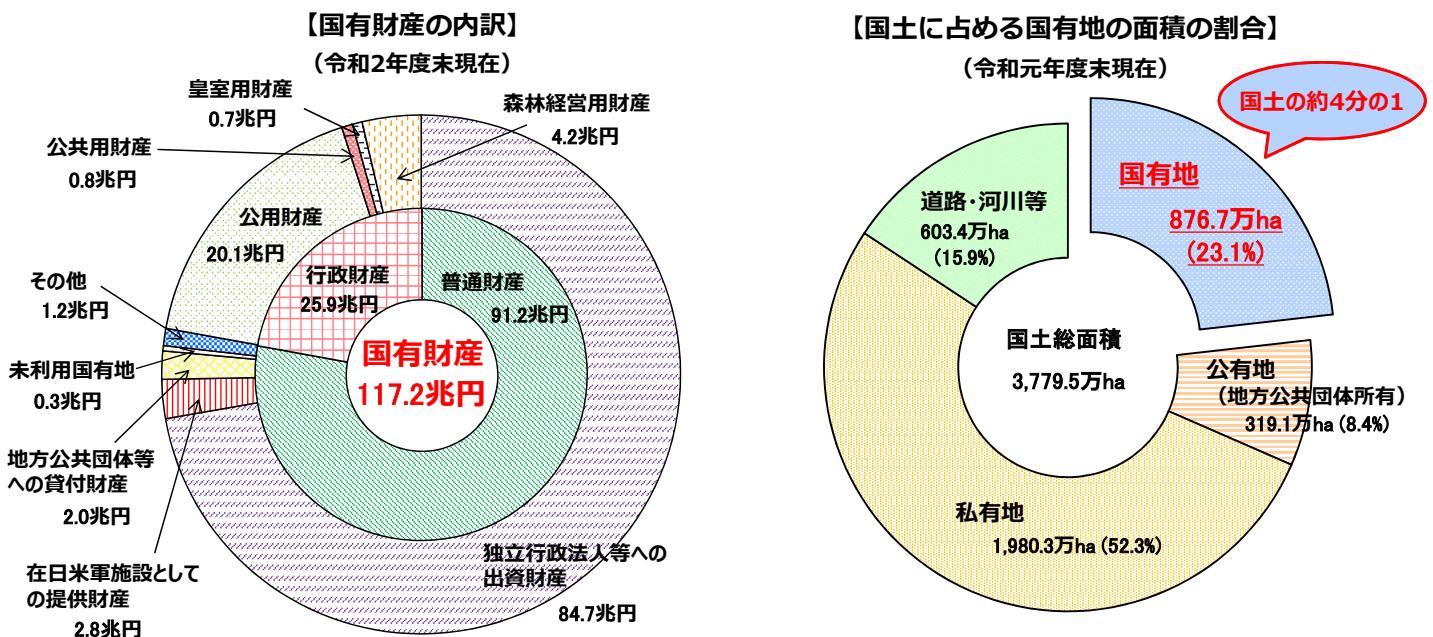 【国有財産の内訳】
（令和2年度末現在）
皇室用財産
0.7兆円
森林経営用財産
4.2兆円
公共用財産
0.8兆円
公用財産
20.1兆円
行政財産
25.9兆円
普通財産
91.2兆円
その他
1.2兆円
国有財産
117.2兆円
未利用国有地
0.3兆円
地方公共団体等
への貸付財産
2.0兆円
在日米軍施設として
の提供財産
2.8兆円
独立行政法人等への
出資財産
84.7兆円
【国土に占める国有地の面積の割合】
（令和元年度末現在）
国土の約4分の1
国有地
876.7万ha
(23.1%)
道路・河川等
603.4万ha
(15.9%)
国土総面積
3,779.5万ha
公有地
（地方公共団体所有）
319.1万ha (8.4%)
私有地
1,980.3万ha (52.3%)